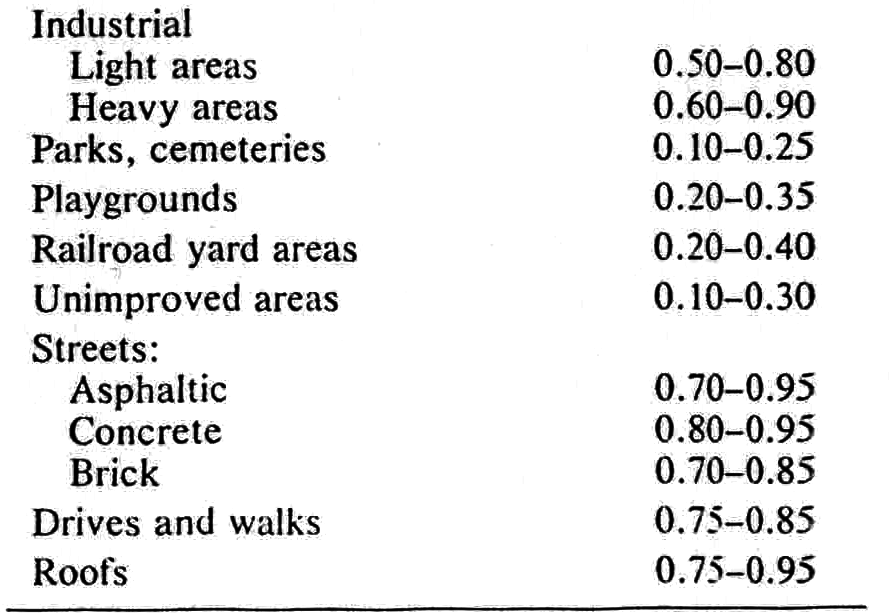 Industrial
Light areas 0.50–0.80
Heavy areas 0.60–0.90
Parks, cemeteries 0.10–0.25
Playgrounds 0.20–0.35
Railroad yard areas 0.20–0.40
Unimproved areas 0.10–0.30
Streets:
Asphaltic 0.70–0.95
Concrete 0.80–0.95
Brick 0.70–0.85
Drives and walks 0.75–0.85
Roofs 0.75–0.95